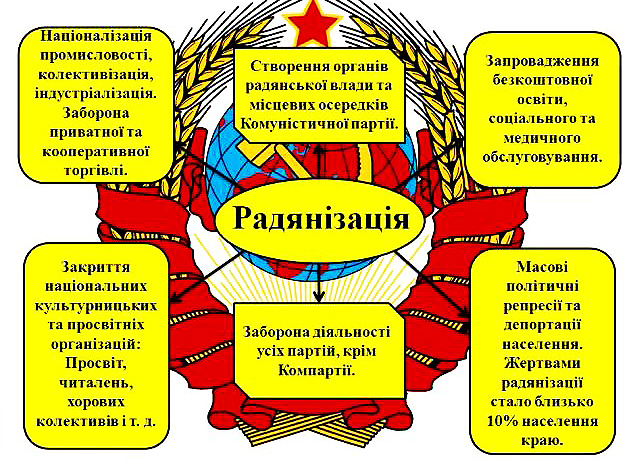 Націоналізація
промисловості,
колективізація,
індустріалізація.
Заборона
приватної та
кооперативної
торгівлі.
Створення органів
радянської влади та
місцевих осередків
Комуністичної партії.
Запровадження
безкоштовної
освіти,
соціального та
медичного
обслуговування.
Радянізація
Закриття
національних
культурницьких
та просвітніх
організацій:
Просвіт,
читалень,
хорових
колективів і т. д.
Заборона діяльності
усіх партій, крім
Компартії.
Масові
політичні
репресії та
депортації
населення.
Жертвами
радянізації
стало близько
10% населення
краю.